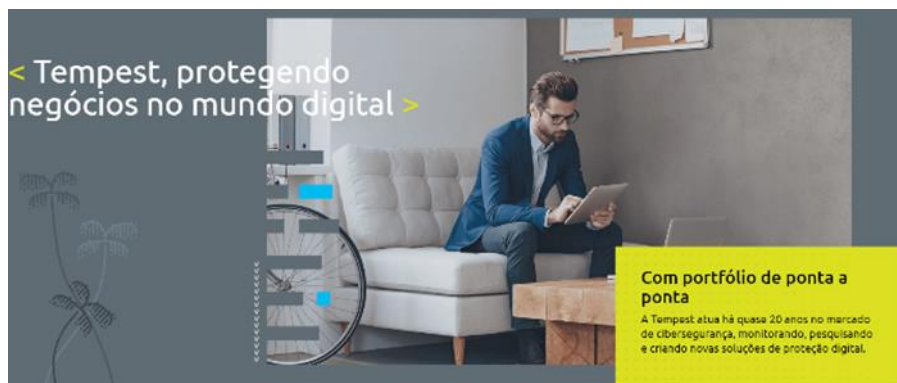 < Tempest, protegendo
negócios no mundo digital >
Com portfólio de ponta a
ponta
A Tempest atua há quase 20 anos no mercado
de cibersegurança, monitorando, pesquisando
e criando novas soluções de proteção digital.